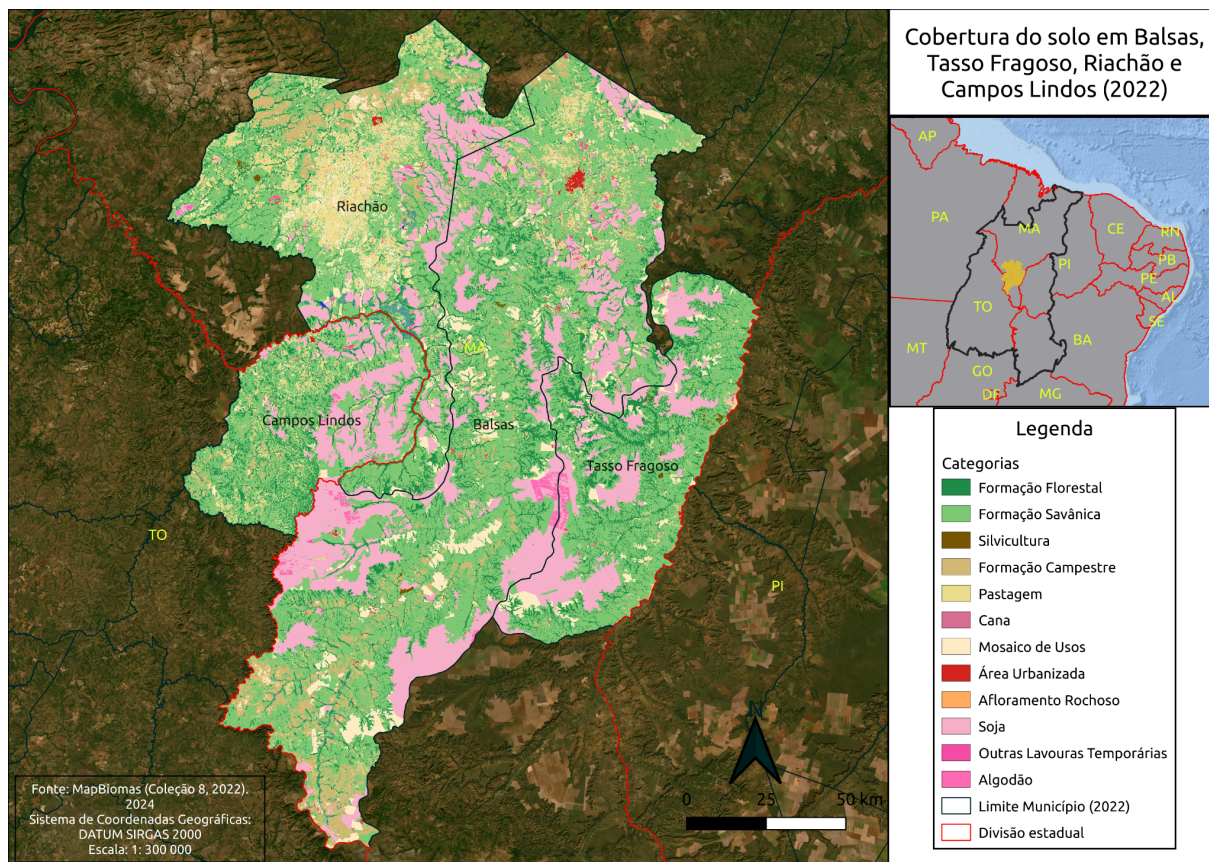 Cobertura do solo em Balsas,
Tasso Fragoso, Riachão e
Campos Lindos (2022)
AP
PA
MA
CE
RN
PB
PE
AL
SE
PI
TO
BA
MT
GO
DF
MG
Riachão
MA
Campos Lindos
Balsas
Tasso Fragoso
TO
PI
Legenda
Categorias
Formação Florestal
Formação Savânica
Silvicultura
Formação Campestre
Pastagem
Cana
Mosaico de Usos
Área Urbanizada
Afloramento Rochoso
Soja
Outras Lavouras Temporárias
Algodão
Limite Município (2022)
Divisão estadual
N
0 25 50 km
Fonte: MapBiomas (Coleção 8, 2022).
2024
Sistema de Coordenadas Geográficas:
DATUM SIRGAS 2000
Escala: 1: 300 000